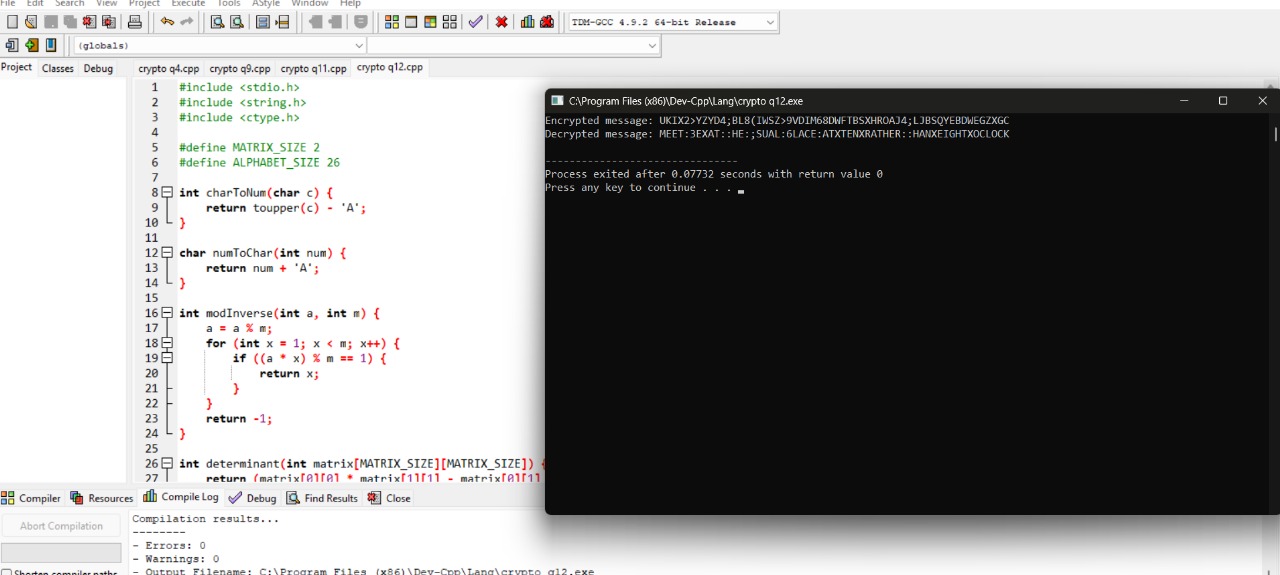 File Edit Search View Project Execute Tools AStyle Window Help
TDM-GCC 4.9.2 64-bit Release
(globals)
Project Classes Debug
crypto q4.cpp crypto q9.cpp crypto q11.cpp crypto q12.cpp
1 #include <stdio.h>
2 #include <string.h>
3 #include <ctype.h>
4
5 #define MATRIX_SIZE 2
6 #define ALPHABET_SIZE 26
7
8 int charToNum(char c) {
9 return toupper(c) - 'A';
10 }
11
12 char numToChar(int num) {
13 return num + 'A';
14 }
15
16 int modInverse(int a, int m) {
17 a = a % m;
18 for (int x = 1; x < m; x++) {
19 if ((a * x) % m == 1) {
20 return x;
21 }
22 }
23 return -1;
24 }
25
26 int determinant(int matrix[MATRIX_SIZE][MATRIX_SIZE]) {
27 return (matrix[0][0] * matrix[1][1] - matrix[0][1]
C:\Program Files (x86)\Dev-Cpp\Lang\crypto q12.exe
Encrypted message: UKIX2>YZYD4;BL8(IWSZ>9VDIM68DWFTBSXHROAJ4;LJBSQYEBDWEGZXGC
Decrypted message: MEET:3EXAT::HE:;SUAL:6LACE:ATXTENXRATHER::HANXEIGHTXOCLOCK
--------------------------------
Process exited after 0.07732 seconds with return value 0
Press any key to continue . . .
Compiler Resources Compile Log Debug Find Results Close
Abort Compilation
Shorten compiler paths
Compilation results...
--------
- Errors: 0
- Warnings: 0
- Output Filename: C:\Program Files (x86)\Dev-Cpp\Lang\crypto q12.exe